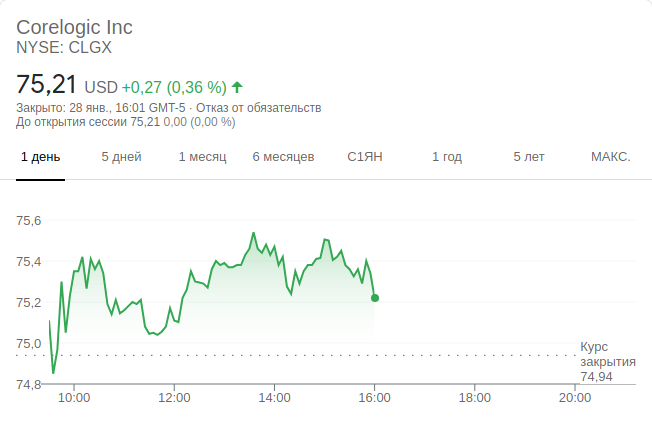 Corelogic Inc
NYSE: CLGX
75,21 USD +0,27 (0,36 %)
Закрыто: 28 янв., 16:01 GMT-5 · Отказ от обязательств
До открытия сессии 75,21 0,00 (0,00 %)
1 день 5 дней 1 месяц 6 месяцев С1ЯН 1 год 5 лет МАКС.
75,6
75,4
75,2
75,0
74,8
Курс
закрытия
74,94
10:00 12:00 14:00 16:00 18:00 20:00